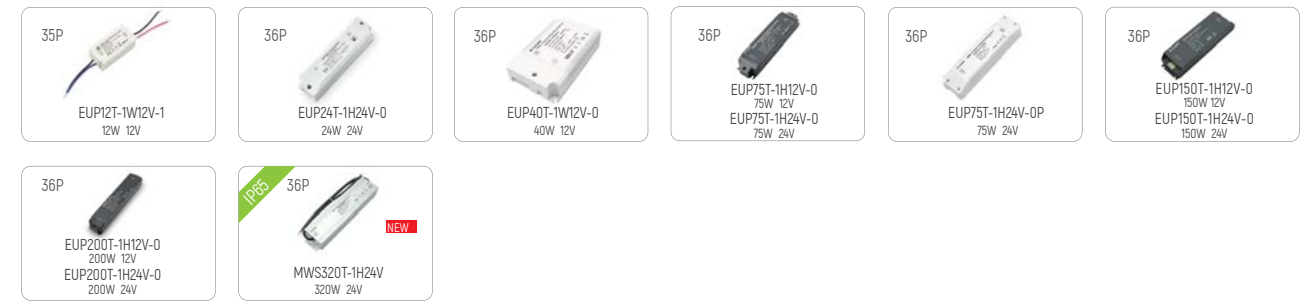 35P
EUP12T-1W12V-1
12W 12V
36P
EUP24T-1H24V-0
24W 24V
36P
EUP40T-1W12V-0
40W 12V
36P
EUP75T-1H12V-0
75W 12V
EUP75T-1H24V-0
75W 24V
36P
EUP75T-1H24V-0P
75W 24V
36P
EUP150T-1H12V-0
150W 12V
EUP150T-1H24V-0
150W 24V
36P
EUP200T-1H12V-0
200W 12V
EUP200T-1H24V-0
200W 24V
IP65
36P
NEW
MWS320T-1H24V
320W 24V